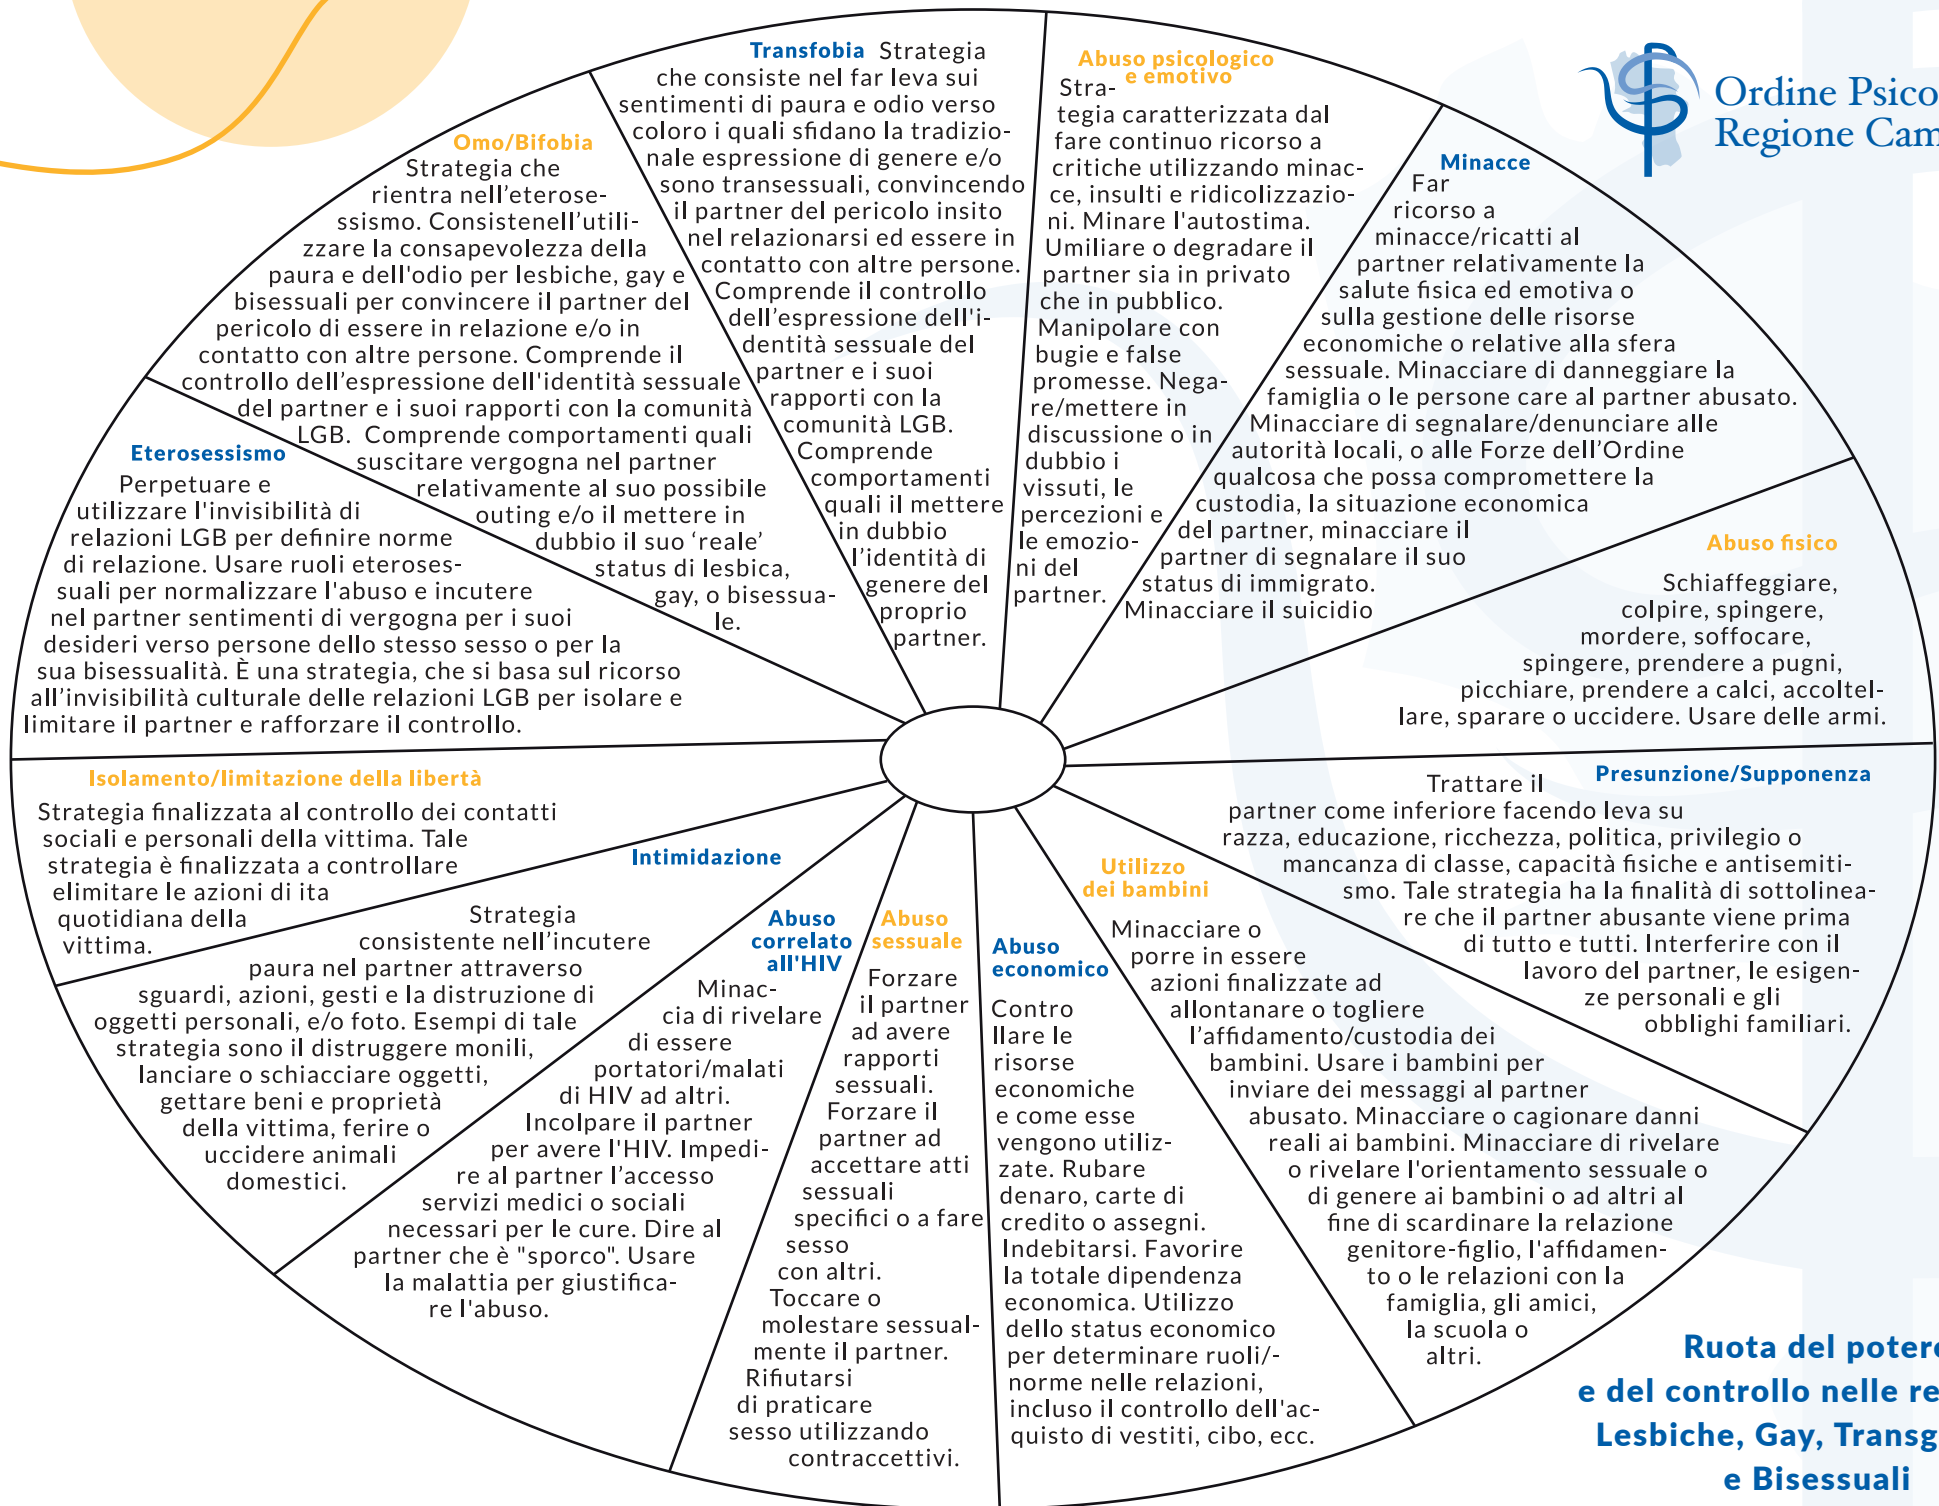 Transfobia Strategia
che consiste nel far leva sui
sentimenti di paura e odio verso
coloro i quali sfidano la tradizio-
nale espressione di genere e/o
sono transessuali, convincendo
il partner del pericolo insito
nel relazionarsi ed essere in
contatto con altre persone.
Comprende il controllo
dell'espressione dell'i-
dentità sessuale del
partner e i suoi
rapporti con la
comunità LGB.
Comprende
comportamenti
quali il mettere
in dubbio
l'identità di
genere del
proprio
partner.
Abuso psicologico
e emotivo
Stra-
tegia caratterizzata dal
fare continuo ricorso a
critiche utilizzando minac-
ce, insulti e ridicolizzazio-
ni. Minare l'autostima.
Umiliare o degradare il
partner sia in privato
che in pubblico.
Manipolare con
bugie e false
promesse. Nega-
re/mettere in
discussione o in
dubbio i
vissuti, le
percezioni e
le emozio-
ni del
partner.
Ordine Psico
Regione Cam
Minacce
Far
ricorso a
minacce/ricatti al
partner relativamente la
salute fisica ed emotiva o
sulla gestione delle risorse
economiche o relative alla sfera
sessuale. Minacciare di danneggiare la
famiglia o le persone care al partner abusato.
Minacciare di segnalare/denunciare alle
autorità locali, o alle Forze dell'Ordine
qualcosa che possa compromettere la
custodia, la situazione economica
del partner, minacciare il
partner di segnalare il suo
status di immigrato.
Minacciare il suicidio
Abuso fisico
Schiaffeggiare,
colpire, spingere,
mordere, soffocare,
spingere, prendere a pugni,
picchiare, prendere a calci, accoltel-
lare, sparare o uccidere. Usare delle armi.
Presunzione/Supponenza
Trattare il
partner come inferiore facendo leva su
razza, educazione, ricchezza, politica, privilegio o
mancanza di classe, capacità fisiche e antisemiti-
smo. Tale strategia ha la finalità di sottolinea-
re che il partner abusante viene prima
di tutto e tutti. Interferire con il
lavoro del partner, le esigen-
ze personali e gli
obblighi familiari.
Utilizzo
dei bambini
Minacciare o
porre in essere
azioni finalizzate ad
allontanare o togliere
l'affidamento/custodia dei
bambini. Usare i bambini per
inviare dei messaggi al partner
abusato. Minacciare o cagionare danni
reali ai bambini. Minacciare di rivelare
o rivelare l'orientamento sessuale o
di genere ai bambini o ad altri al
fine di scardinare la relazione
genitore-figlio, l'affidamen-
to o le relazioni con la
famiglia, gli amici,
la scuola o
altri.
Abuso
economico
Contro
llare le
risorse
economiche
e come esse
vengono utiliz-
zate. Rubare
denaro, carte di
credito o assegni.
Indebitarsi. Favorire
la totale dipendenza
economica. Utilizzo
dello status economico
per determinare ruoli/-
norme nelle relazioni,
incluso il controllo dell'ac-
quisto di vestiti, cibo, ecc.
Abuso
sessuale
Forzare
il partner
ad avere
rapporti
sessuali.
Forzare il
partner ad
accettare atti
sessuali
specifici o a fare
sesso
con altri.
Toccare o
molestare sessual-
mente il partner.
Rifiutarsi
di praticare
sesso utilizzando
contraccettivi.
Abuso
correlato
all'HIV
Minac-
cia di rivelare
di essere
portatori/malati
di HIV ad altri.
Incolpare il partner
per avere l'HIV. Impedi-
re al partner l'accesso
servizi medici o sociali
necessari per le cure. Dire al
partner che è "sporco". Usare
la malattia per giustifica-
re l'abuso.
Intimidazione
Strategia
consistente nell'incutere
paura nel partner attraverso
sguardi, azioni, gesti e la distruzione di
oggetti personali, e/o foto. Esempi di tale
strategia sono il distruggere monili,
lanciare o schiacciare oggetti,
gettare beni e proprietà
della vittima, ferire o
uccidere animali
domestici.
Isolamento/limitazione della libertà
Strategia finalizzata al controllo dei contatti
sociali e personali della vittima. Tale
strategia è finalizzata a controllare
elimitare le azioni di ita
quotidiana della
vittima.
Eterosessismo
Perpetuare e
utilizzare l'invisibilità di
relazioni LGB per definire norme
di relazione. Usare ruoli eteroses-
suali per normalizzare l'abuso e incutere
nel partner sentimenti di vergogna per i suoi
desideri verso persone dello stesso sesso o per la
sua bisessualità. È una strategia, che si basa sul ricorso
all'invisibilità culturale delle relazioni LGB per isolare e
limitare il partner e rafforzare il controllo.
Omo/Bifobia
Strategia che
rientra nell'eterose-
ssismo. Consistenell'utili-
zzare la consapevolezza della
paura e dell'odio per lesbiche, gay e
bisessuali per convincere il partner del
pericolo di essere in relazione e/o in
contatto con altre persone. Comprende il
controllo dell'espressione dell'identità sessuale
del partner e i suoi rapporti con la comunità
LGB. Comprende comportamenti quali
suscitare vergogna nel partner
relativamente al suo possibile
outing e/o il mettere in
dubbio il suo 'reale'
status di lesbica,
gay, o bisessua-
le.
Ruota del potere
e del controllo nelle re
Lesbiche, Gay, Transg
e Bisessuali